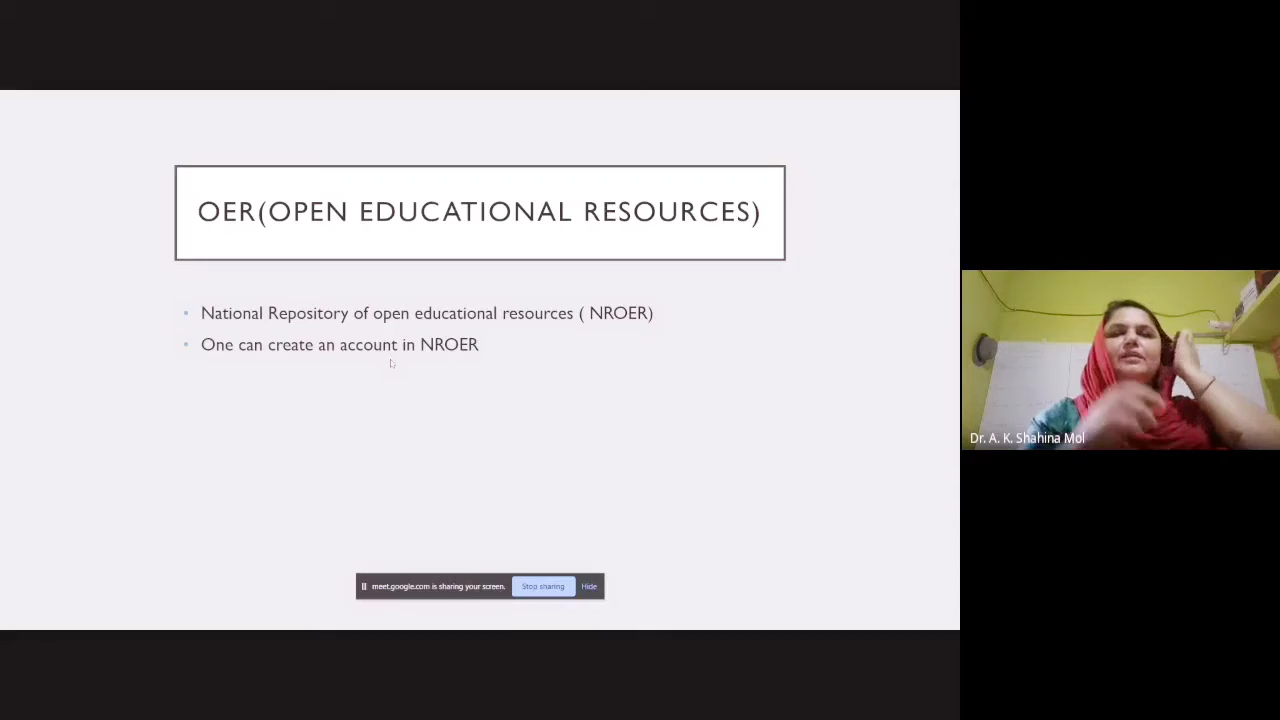 OER(OPEN EDUCATIONAL RESOURCES)
National Repository of open educational resources ( NROER)
One can create an account in NROER
meet.google.com is sharing your screen. Stop sharing Hide
Dr. A. K. Shahina Mol